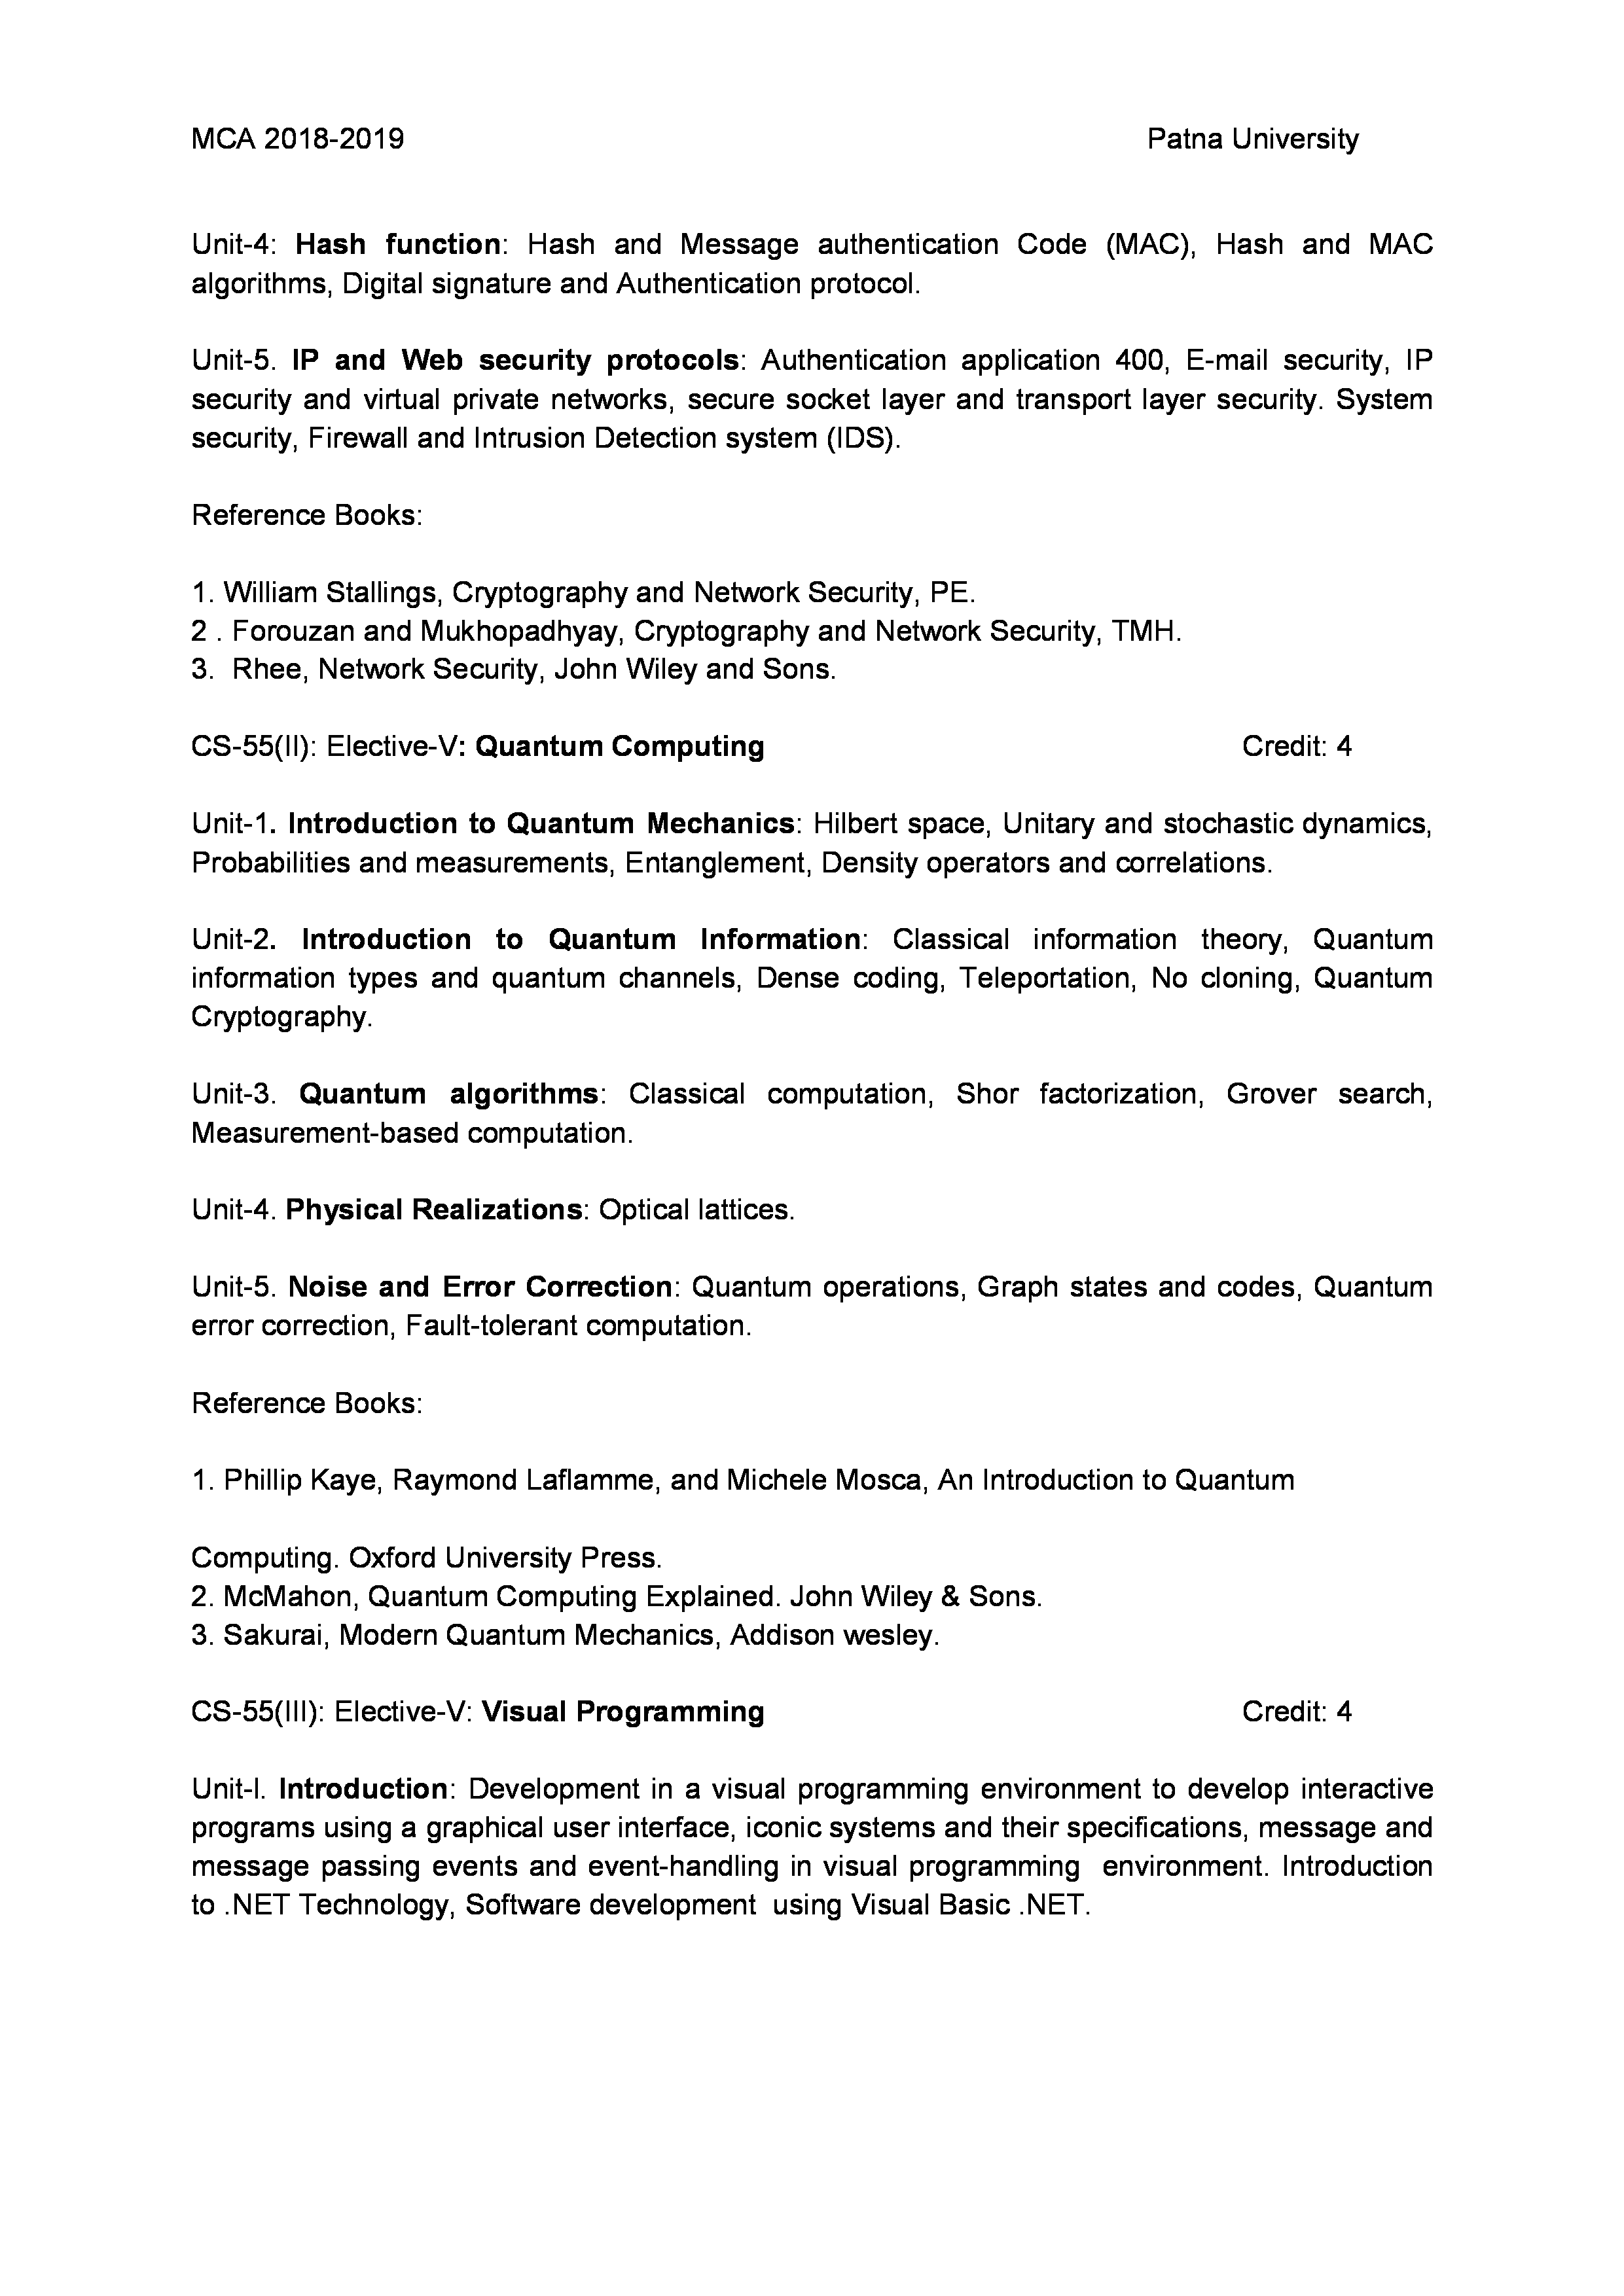 MCA 2018-2019 Patna University
Unit-4: Hash function: Hash and Message authentication Code (MAC), Hash and MAC
algorithms, Digital signature and Authentication protocol.
Unit-5. IP and Web security protocols: Authentication application 400, E-mail security, IP
security and virtual private networks, secure socket layer and transport layer security. System
security, Firewall and Intrusion Detection system (IDS).
Reference Books:
1. William Stallings, Cryptography and Network Security, PE.
2 . Forouzan and Mukhopadhyay, Cryptography and Network Security, TMH.
3. Rhee, Network Security, John Wiley and Sons.
CS-55(II): Elective-V: Quantum Computing Credit: 4
Unit-1. Introduction to Quantum Mechanics: Hilbert space, Unitary and stochastic dynamics,
Probabilities and measurements, Entanglement, Density operators and correlations.
Unit-2. Introduction to Quantum Information: Classical information theory, Quantum
information types and quantum channels, Dense coding, Teleportation, No cloning, Quantum
Cryptography.
Unit-3. Quantum algorithms: Classical computation, Shor factorization, Grover search,
Measurement-based computation.
Unit-4. Physical Realizations: Optical lattices.
Unit-5. Noise and Error Correction: Quantum operations, Graph states and codes, Quantum
error correction, Fault-tolerant computation.
Reference Books:
1. Phillip Kaye, Raymond Laflamme, and Michele Mosca, An Introduction to Quantum
Computing. Oxford University Press.
2. McMahon, Quantum Computing Explained. John Wiley & Sons.
3. Sakurai, Modern Quantum Mechanics, Addison wesley.
CS-55(III): Elective-V: Visual Programming Credit: 4
Unit-I. Introduction: Development in a visual programming environment to develop interactive
programs using a graphical user interface, iconic systems and their specifications, message and
message passing events and event-handling in visual programming environment. Introduction
to .NET Technology, Software development using Visual Basic .NET.